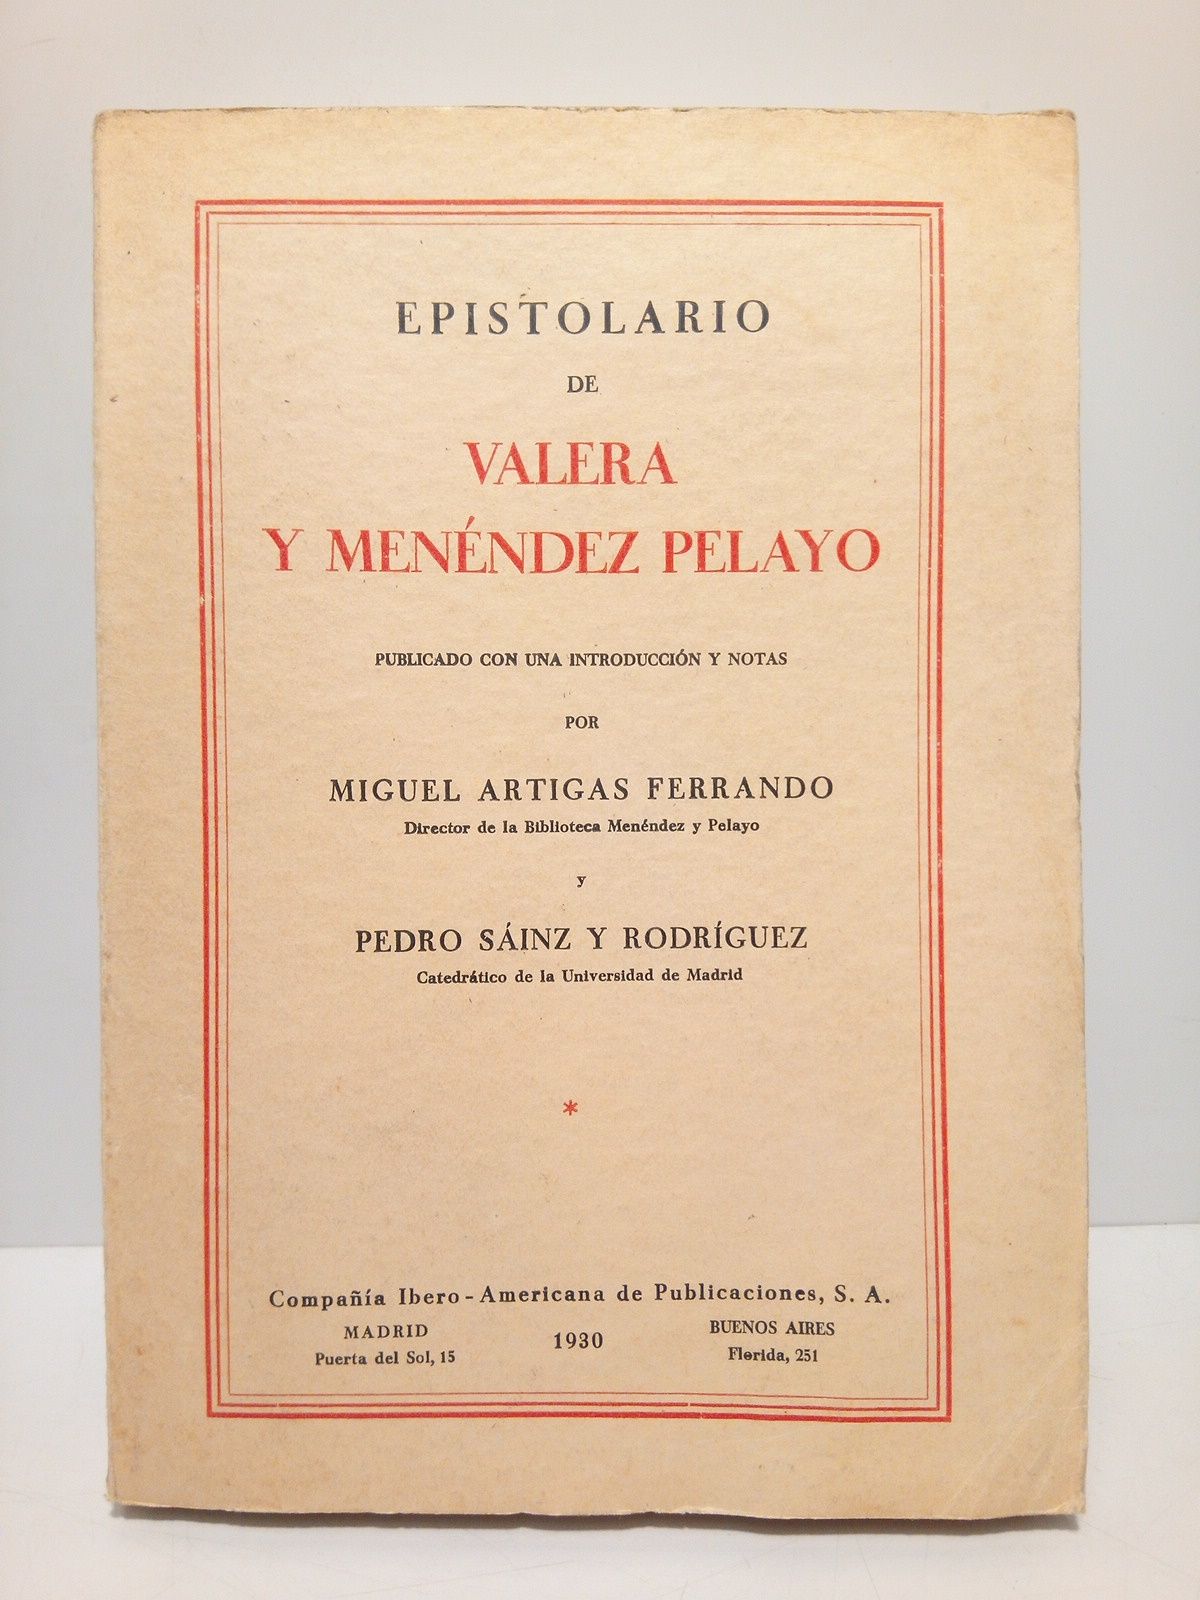 EPISTOLARIO
DE
VALERA
Y MENÉNDEZ PELAYO
PUBLICADO CON UNA INTRODUCCIÓN Y NOTAS
POR
MIGUEL ARTIGAS FERRANDO
Director de la Biblioteca Menéndez y Pelayo
y
PEDRO SÁINZ Y RODRÍGUEZ
Catedrático de la Universidad de Madrid
*
Compañía Ibero-Americana de Publicaciones, S. A.
MADRID
Puerta del Sol, 15
1930
BUENOS AIRES
Florida, 251